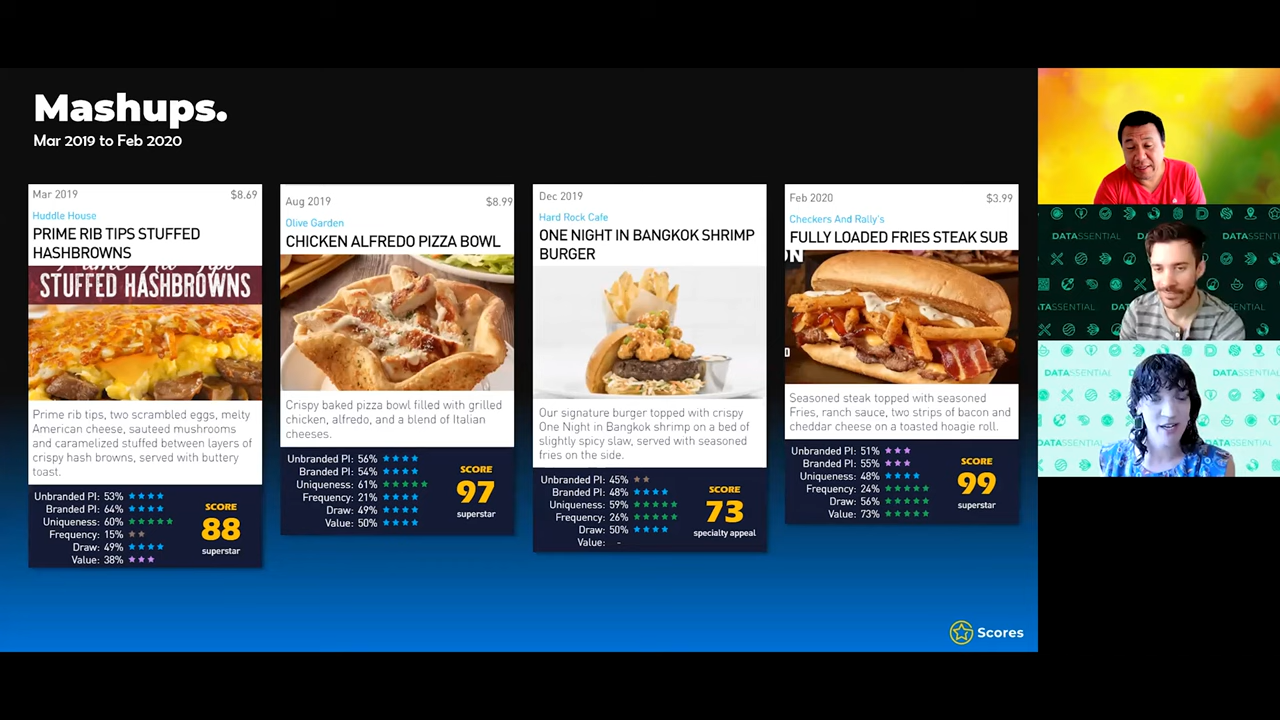 Mashups.
Mar 2019 to Feb 2020
Mar 2019
$8.69
Huddle House
PRIME RIB TIPS STUFFED
HASHBROWNS
STUFFED HASHBROWNS
Prime rib tips, two scrambled eggs, melty
American cheese, sauteed mushrooms
and caramelized stuffed between layers of
crispy hash browns, served with buttery
toast.
Unbranded PI: 53%
Branded PI: 64%
Uniqueness: 60%
Frequency: 15%
Draw: 49%
Value: 38%
SCORE
88
superstar
Aug 2019
$8.99
Olive Garden
CHICKEN ALFREDO PIZZA BOWL
Crispy baked pizza bowl filled with grilled
chicken, alfredo, and a blend of Italian
cheeses.
Unbranded PI: 56%
Branded PI: 54%
Uniqueness: 61%
Frequency: 21%
Draw: 49%
Value: 50%
SCORE
97
superstar
Dec 2019
Hard Rock Cafe
ONE NIGHT IN BANGKOK SHRIMP
BURGER
Our signature burger topped with crispy
One Night in Bangkok shrimp on a bed of
slightly spicy slaw, served with seasoned
fries on the side.
Unbranded PI: 45%
Branded PI: 48%
Uniqueness: 59%
Frequency: 26%
Draw: 50%
Value: -
SCORE
73
specialty appeal
Feb 2020
$3.99
Checkers And Rally's
FULLY LOADED FRIES STEAK SUB
ON
Seasoned steak topped with seasoned
Fries, ranch sauce, two strips of bacon and
cheddar cheese on a toasted hoagie roll.
Unbranded PI: 51%
Branded PI: 55%
Uniqueness: 48%
Frequency: 24%
Draw: 56%
Value: 73%
SCORE
99
superstar
Scores
DATASSENTIAL
DATASSENTIAL